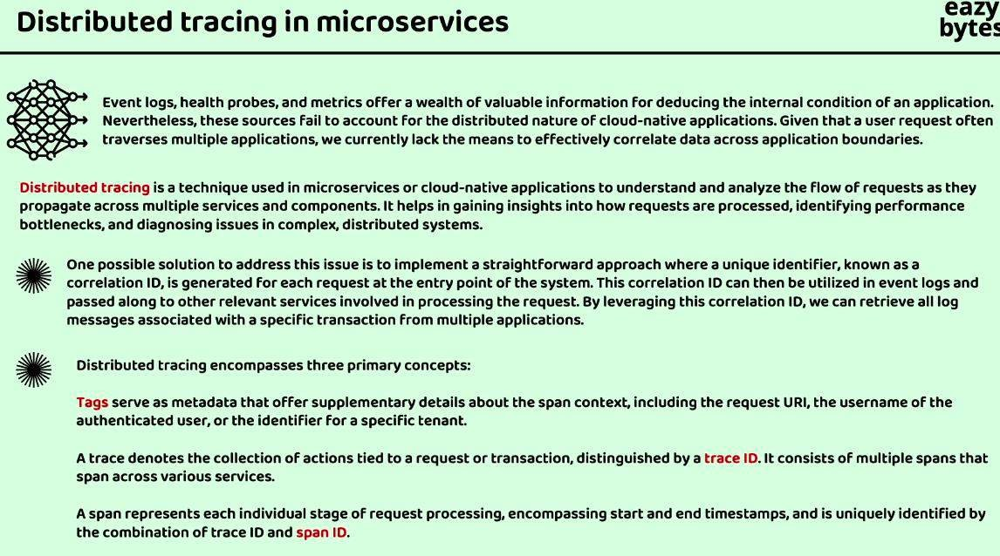 Distributed tracing in microservices
eazy
bytes
Event logs, health probes, and metrics offer a wealth of valuable information for deducing the internal condition of an application.
Nevertheless, these sources fail to account for the distributed nature of cloud-native applications. Given that a user request often
traverses multiple applications, we currently lack the means to effectively correlate data across application boundaries.
Distributed tracing is a technique used in microservices or cloud-native applications to understand and analyze the flow of requests as they
propagate across multiple services and components. It helps in gaining insights into how requests are processed, identifying performance
bottlenecks, and diagnosing issues in complex, distributed systems.
One possible solution to address this issue is to implement a straightforward approach where a unique identifier, known as a
correlation ID, is generated for each request at the entry point of the system. This correlation ID can then be utilized in event logs and
passed along to other relevant services involved in processing the request. By leveraging this correlation ID, we can retrieve all log
messages associated with a specific transaction from multiple applications.
Distributed tracing encompasses three primary concepts:
Tags serve as metadata that offer supplementary details about the span context, including the request URI, the username of the
authenticated user, or the identifier for a specific tenant.
A trace denotes the collection of actions tied to a request or transaction, distinguished by a trace ID. It consists of multiple spans that
span across various services.
A span represents each individual stage of request processing, encompassing start and end timestamps, and is uniquely identified by
the combination of trace ID and span ID.